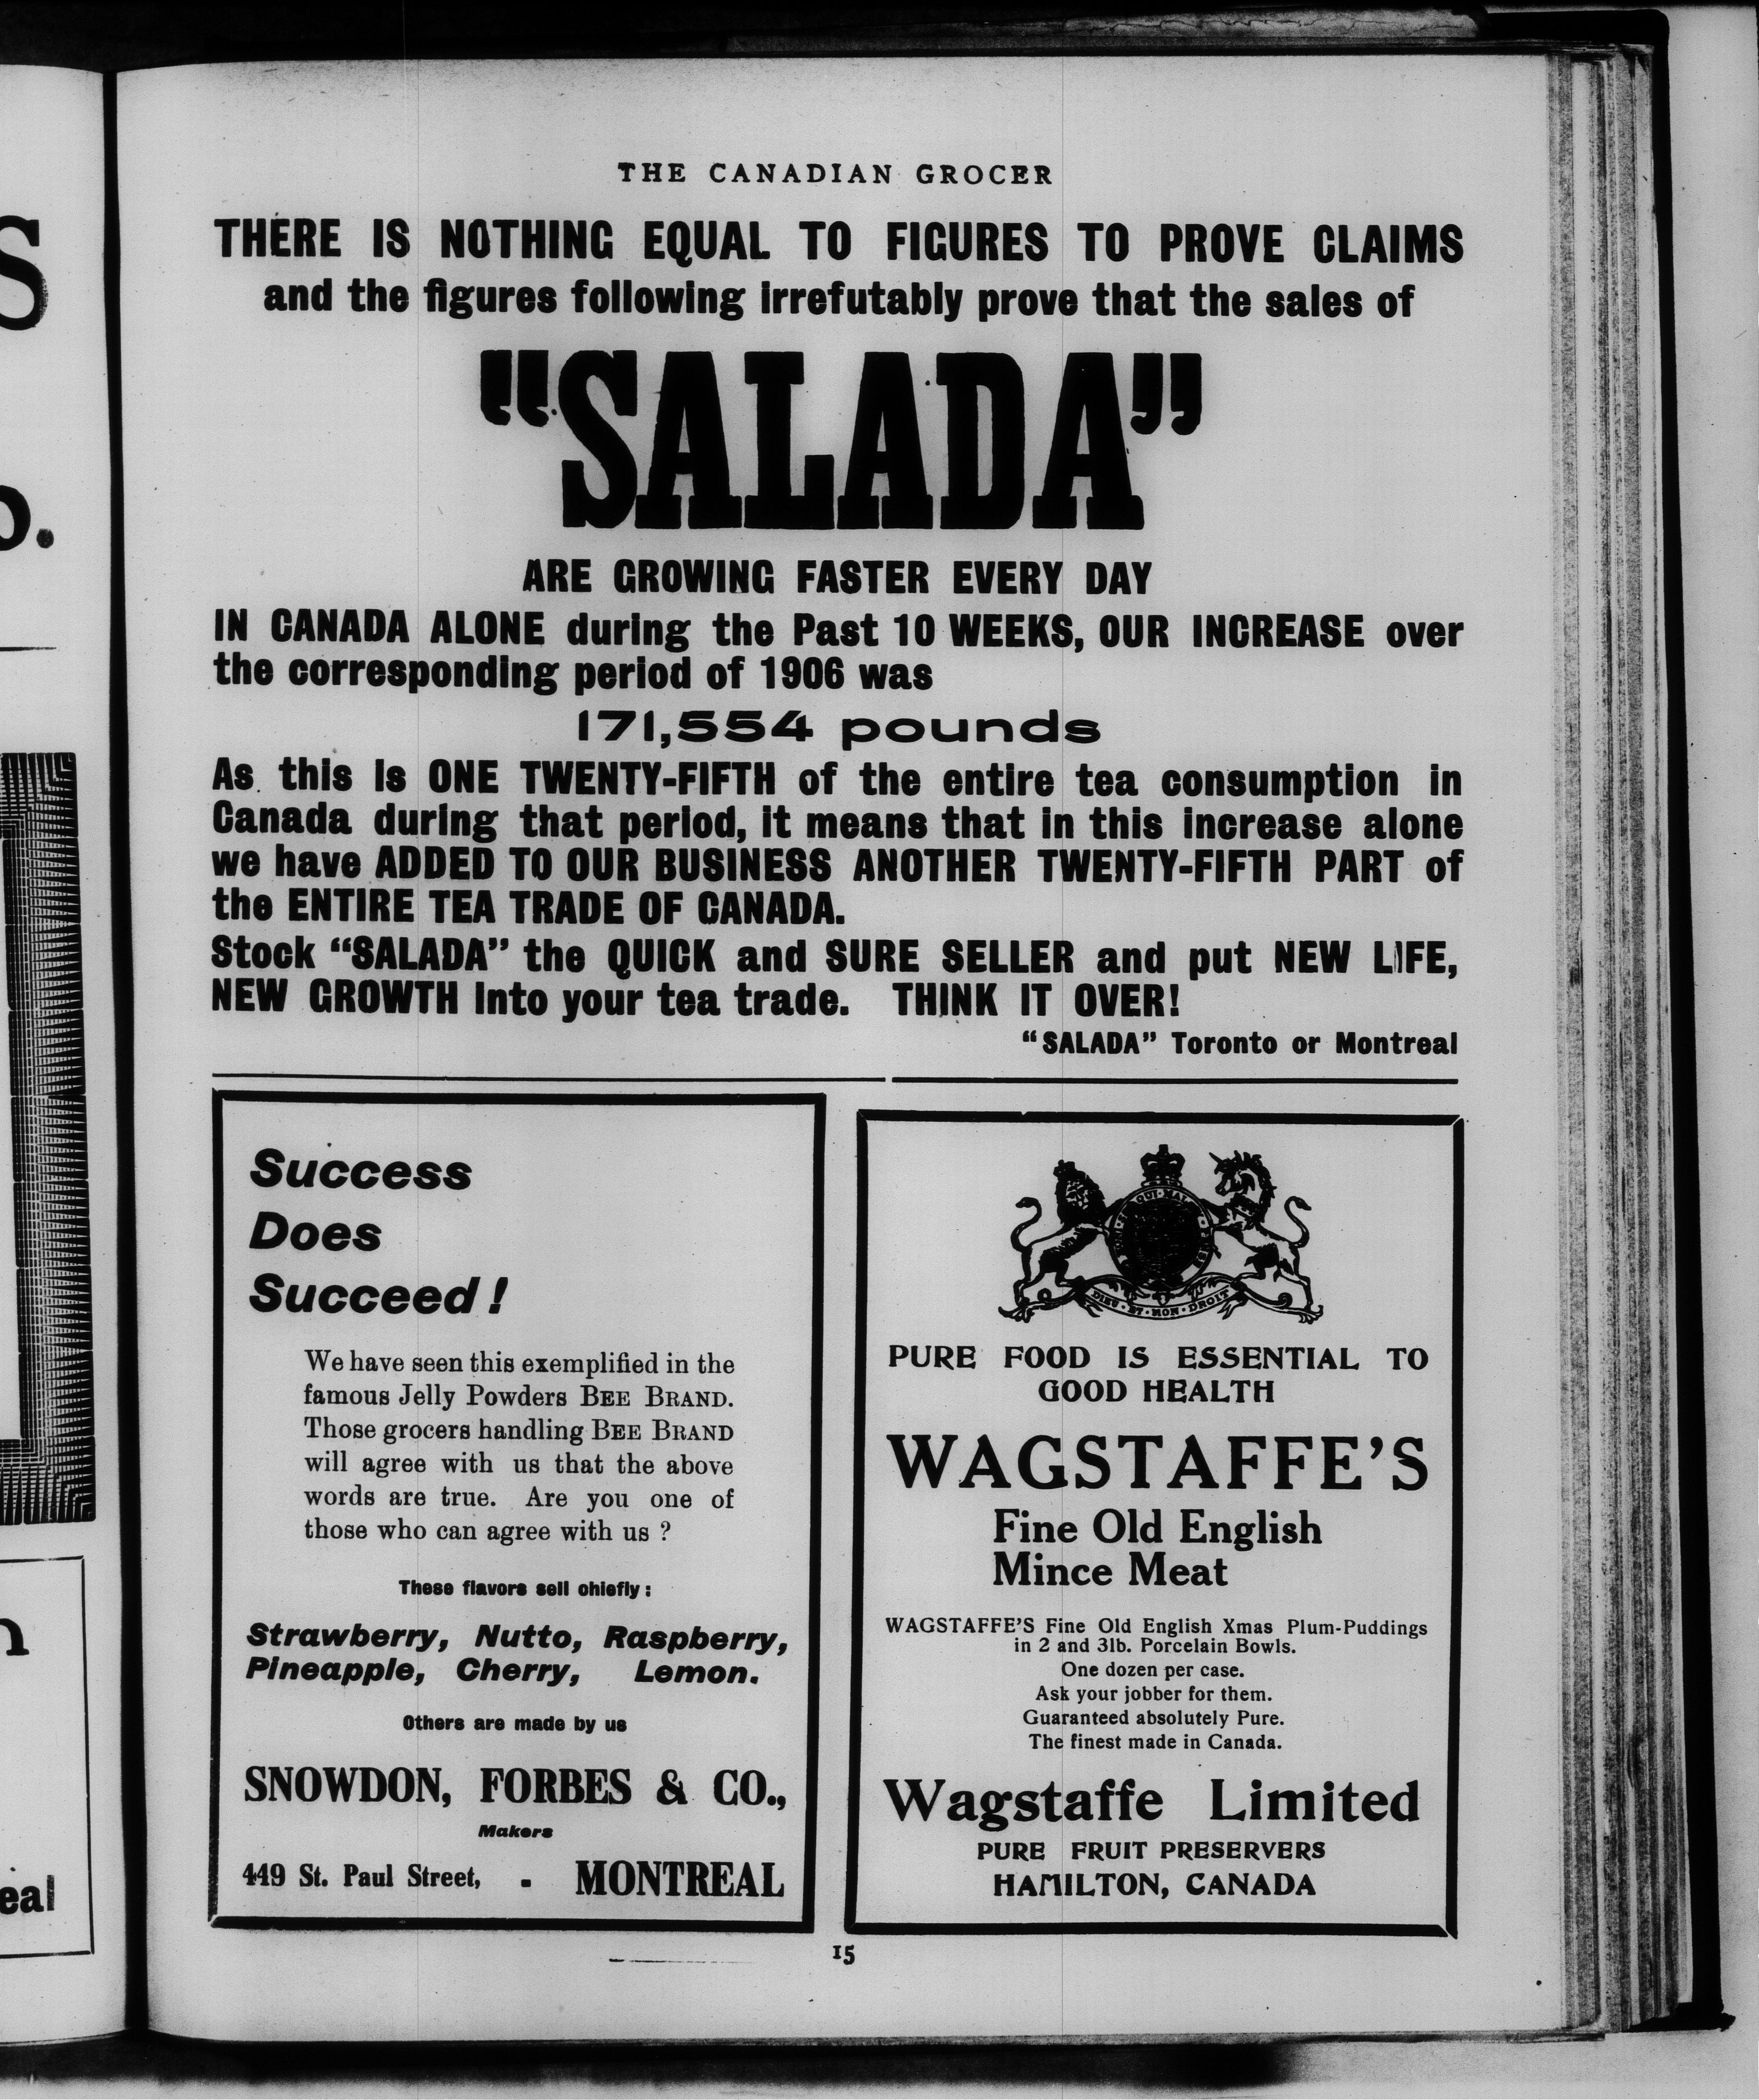 THE CANADIAN GROCER
THERE IS NOTHING EQUAL TO FIGURES TO PROVE CLAIMS
and the figures following irrefutably prove that the sales of
"SALADA"
ARE GROWING FASTER EVERY DAY
IN CANADA ALONE during the Past 10 WEEKS, OUR INCREASE over
the corresponding period of 1906 was
171,554 pounds
As this is ONE TWENTY-FIFTH of the entire tea consumption in
Canada during that period, it means that in this increase alone
we have ADDED TO OUR BUSINESS ANOTHER TWENTY-FIFTH PART of
the ENTIRE TEA TRADE OF CANADA.
Stock "SALADA" the QUICK and SURE SELLER and put NEW LIFE,
NEW GROWTH into your tea trade. THINK IT OVER!
"SALADA" Toronto or Montreal
Success
Does
Succeed!
We have seen this exemplified in the
famous Jelly Powders BEE BRAND.
Those grocers handling BEE BRAND
will agree with us that the above
words are true. Are you one of
those who can agree with us ?
These flavors sell chiefly:
Strawberry, Nutto, Raspberry,
Pineapple, Cherry, Lemon.
Others are made by us
SNOWDON, FORBES & CO.,
Makers
449 St. Paul Street, - MONTREAL
QUI·MAL
DIEU·ET·MON·DROIT
PURE FOOD IS ESSENTIAL TO
GOOD HEALTH
WAGSTAFFE'S
Fine Old English
Mince Meat
WAGSTAFFE'S Fine Old English Xmas Plum-Puddings
in 2 and 3lb. Porcelain Bowls.
One dozen per case.
Ask your jobber for them.
Guaranteed absolutely Pure.
The finest made in Canada.
Wagstaffe Limited
PURE FRUIT PRESERVERS
HAMILTON, CANADA
15